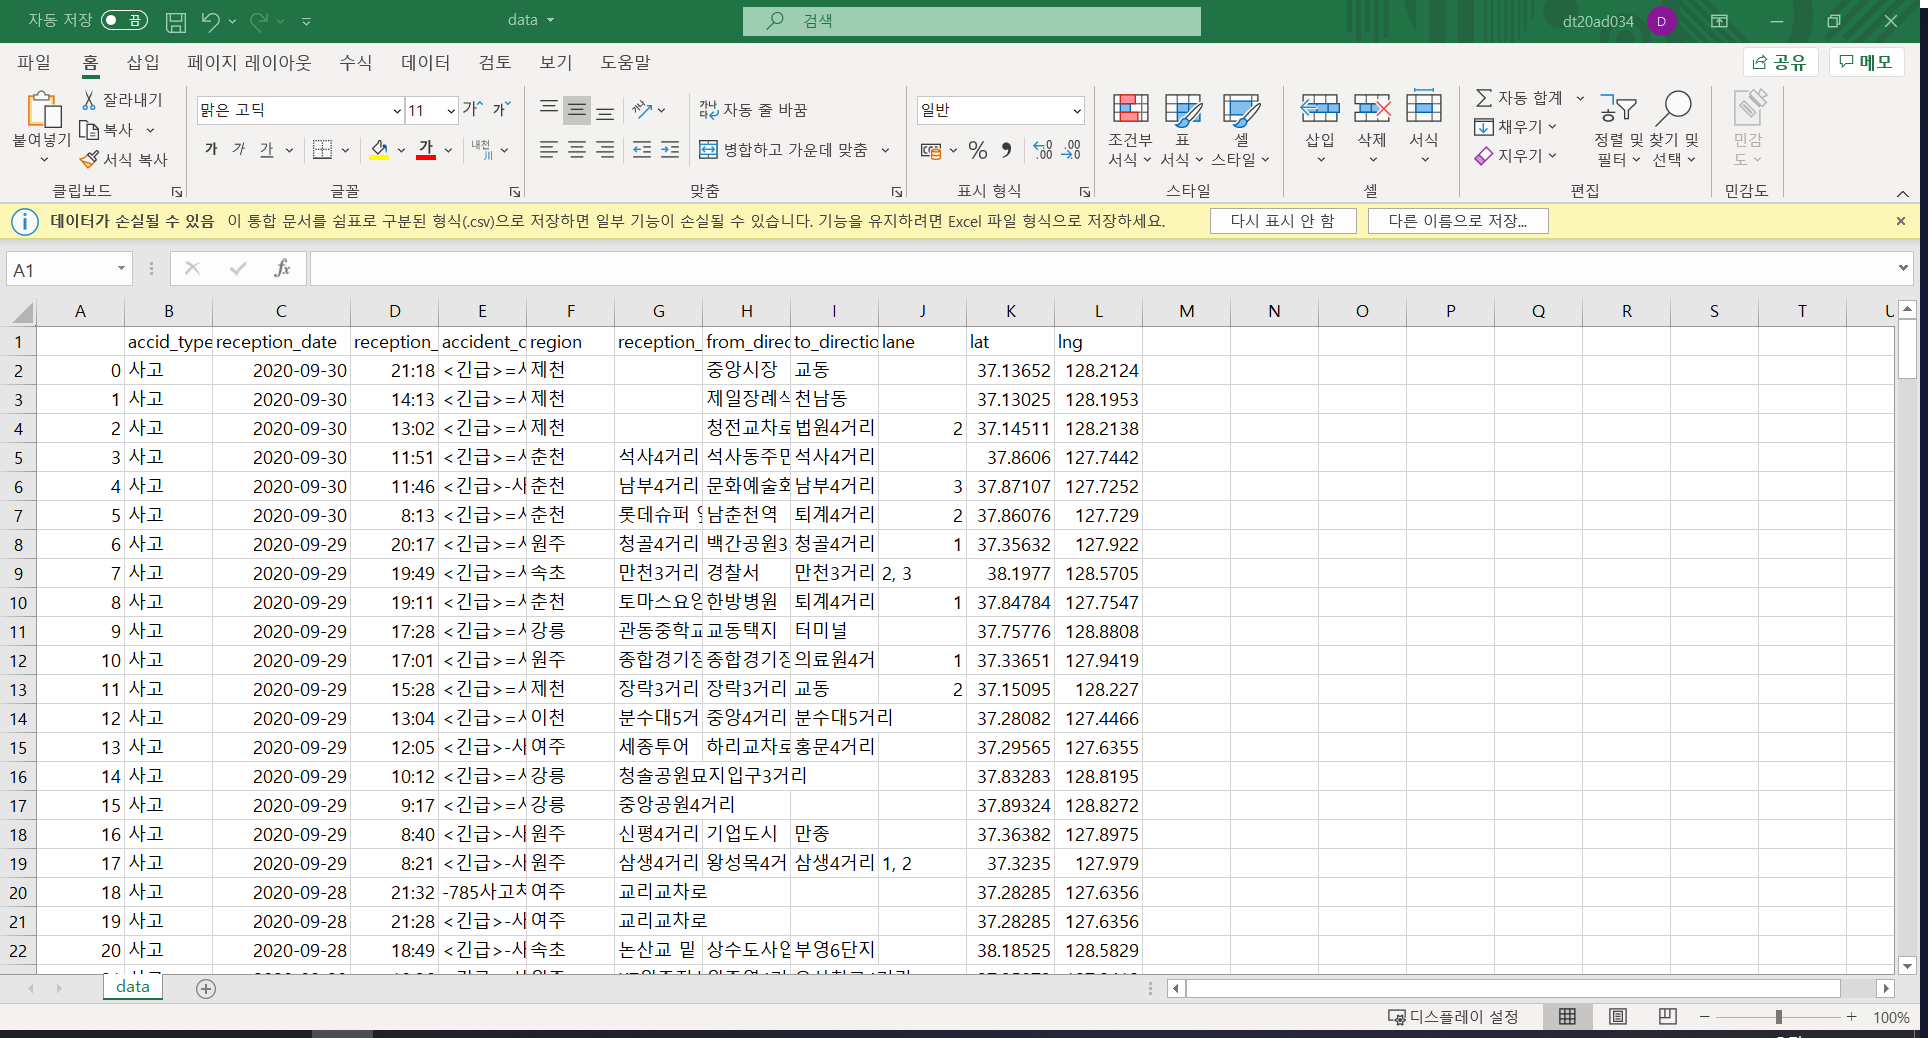 자동 저장 끔 data 검색 dt20ad034 D
파일 홈 삽입 페이지 레이아웃 수식 데이터 검토 보기 도움말 공유 메모
붙여넣기 잘라내기 복사 서식 복사 클립보드
맑은 고딕 11 가 가 가 가 가 가 내천 글꼴
가나 자동 줄 바꿈 병합하고 가운데 맞춤 맞춤
일반 % 표시 형식
조건부 서식 표 서식 셀 스타일 스타일
삽입 삭제 서식 셀
자동 합계 채우기 지우기 정렬 및 필터 찾기 및 선택 편집
민감도 민감도
데이터가 손실될 수 있음 이 통합 문서를 쉼표로 구분된 형식(.csv)으로 저장하면 일부 기능이 손실될 수 있습니다. 기능을 유지하려면 Excel 파일 형식으로 저장하세요. 다시 표시 안 함 다른 이름으로 저장...
A1 fx
A B C D E F G H I J K L M N O P Q R S T U
1 accid_type reception_date reception_ accident_c region reception_ from_direc to_directio lane lat lng
2 0 사고 2020-09-30 21:18 <긴급>=사 제천 중앙시장 교동 37.13652 128.2124
3 1 사고 2020-09-30 14:13 <긴급>=사 제천 제일장례식 천남동 37.13025 128.1953
4 2 사고 2020-09-30 13:02 <긴급>=사 제천 청전교차로 법원4거리 2 37.14511 128.2138
5 3 사고 2020-09-30 11:51 <긴급>=사 춘천 석사4거리 석사동주민 석사4거리 37.8606 127.7442
6 4 사고 2020-09-30 11:46 <긴급>-사 춘천 남부4거리 문화예술회 남부4거리 3 37.87107 127.7252
7 5 사고 2020-09-30 8:13 <긴급>=사 춘천 롯데슈퍼 앞 남춘천역 퇴계4거리 2 37.86076 127.729
8 6 사고 2020-09-29 20:17 <긴급>=사 원주 청골4거리 백간공원3 청골4거리 1 37.35632 127.922
9 7 사고 2020-09-29 19:49 <긴급>=사 속초 만천3거리 경찰서 만천3거리 2, 3 38.1977 128.5705
10 8 사고 2020-09-29 19:11 <긴급>=사 춘천 토마스요양 한방병원 퇴계4거리 1 37.84784 127.7547
11 9 사고 2020-09-29 17:28 <긴급>=사 강릉 관동중학교 교동택지 터미널 37.75776 128.8808
12 10 사고 2020-09-29 17:01 <긴급>=사 원주 종합경기장 종합경기장 의료원4거 1 37.33651 127.9419
13 11 사고 2020-09-29 15:28 <긴급>=사 제천 장락3거리 장락3거리 교동 2 37.15095 128.227
14 12 사고 2020-09-29 13:04 <긴급>=사 이천 분수대5거 중앙4거리 분수대5거리 37.28082 127.4466
15 13 사고 2020-09-29 12:05 <긴급>-사 여주 세종투어 하리교차로 홍문4거리 37.29565 127.6355
16 14 사고 2020-09-29 10:12 <긴급>=사 강릉 청솔공원묘지입구3거리 37.83283 128.8195
17 15 사고 2020-09-29 9:17 <긴급>=사 강릉 중앙공원4거리 37.89324 128.8272
18 16 사고 2020-09-29 8:40 <긴급>-사 원주 신평4거리 기업도시 만종 37.36382 127.8975
19 17 사고 2020-09-29 8:21 <긴급>-사 원주 삼생4거리 왕성목4거 삼생4거리 1, 2 37.3235 127.979
20 18 사고 2020-09-28 21:32 -785사고처 여주 교리교차로 37.28285 127.6356
21 19 사고 2020-09-28 21:28 <긴급>-사 여주 교리교차로 37.28285 127.6356
22 20 사고 2020-09-28 18:49 <긴급>-사 속초 논산교 밑 상수도사업 부영6단지 38.18525 128.5829
data
디스플레이 설정 100%